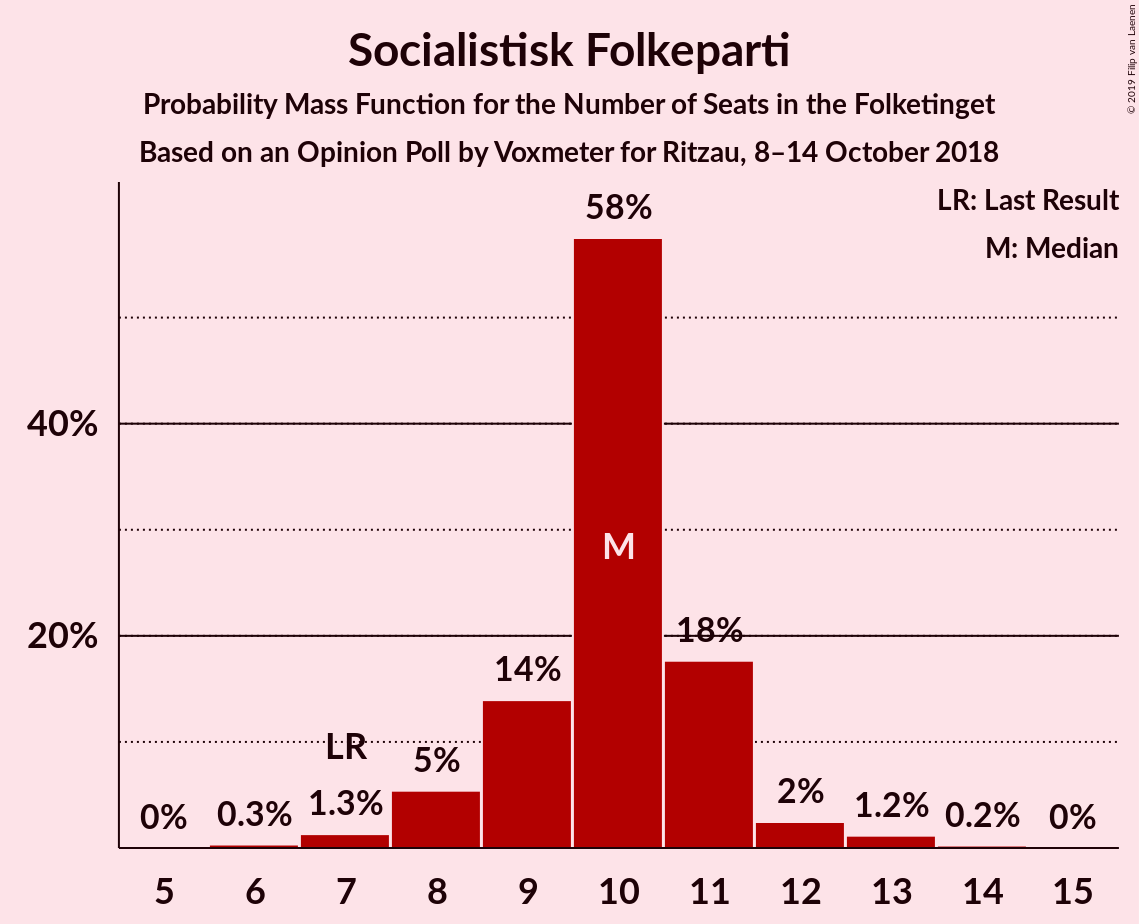 Socialistisk Folkeparti
Probability Mass Function for the Number of Seats in the Folketinget
Based on an Opinion Poll by Voxmeter for Ritzau, 8–14 October 2018
© 2019 Filip van Laenen
LR: Last Result
M: Median
58%
40%
M
20%
18%
14%
LR
5%
0%
0.3%
1.3%
2%
1.2%
0.2%
0%
5 6 7 8 9 10 11 12 13 14 15